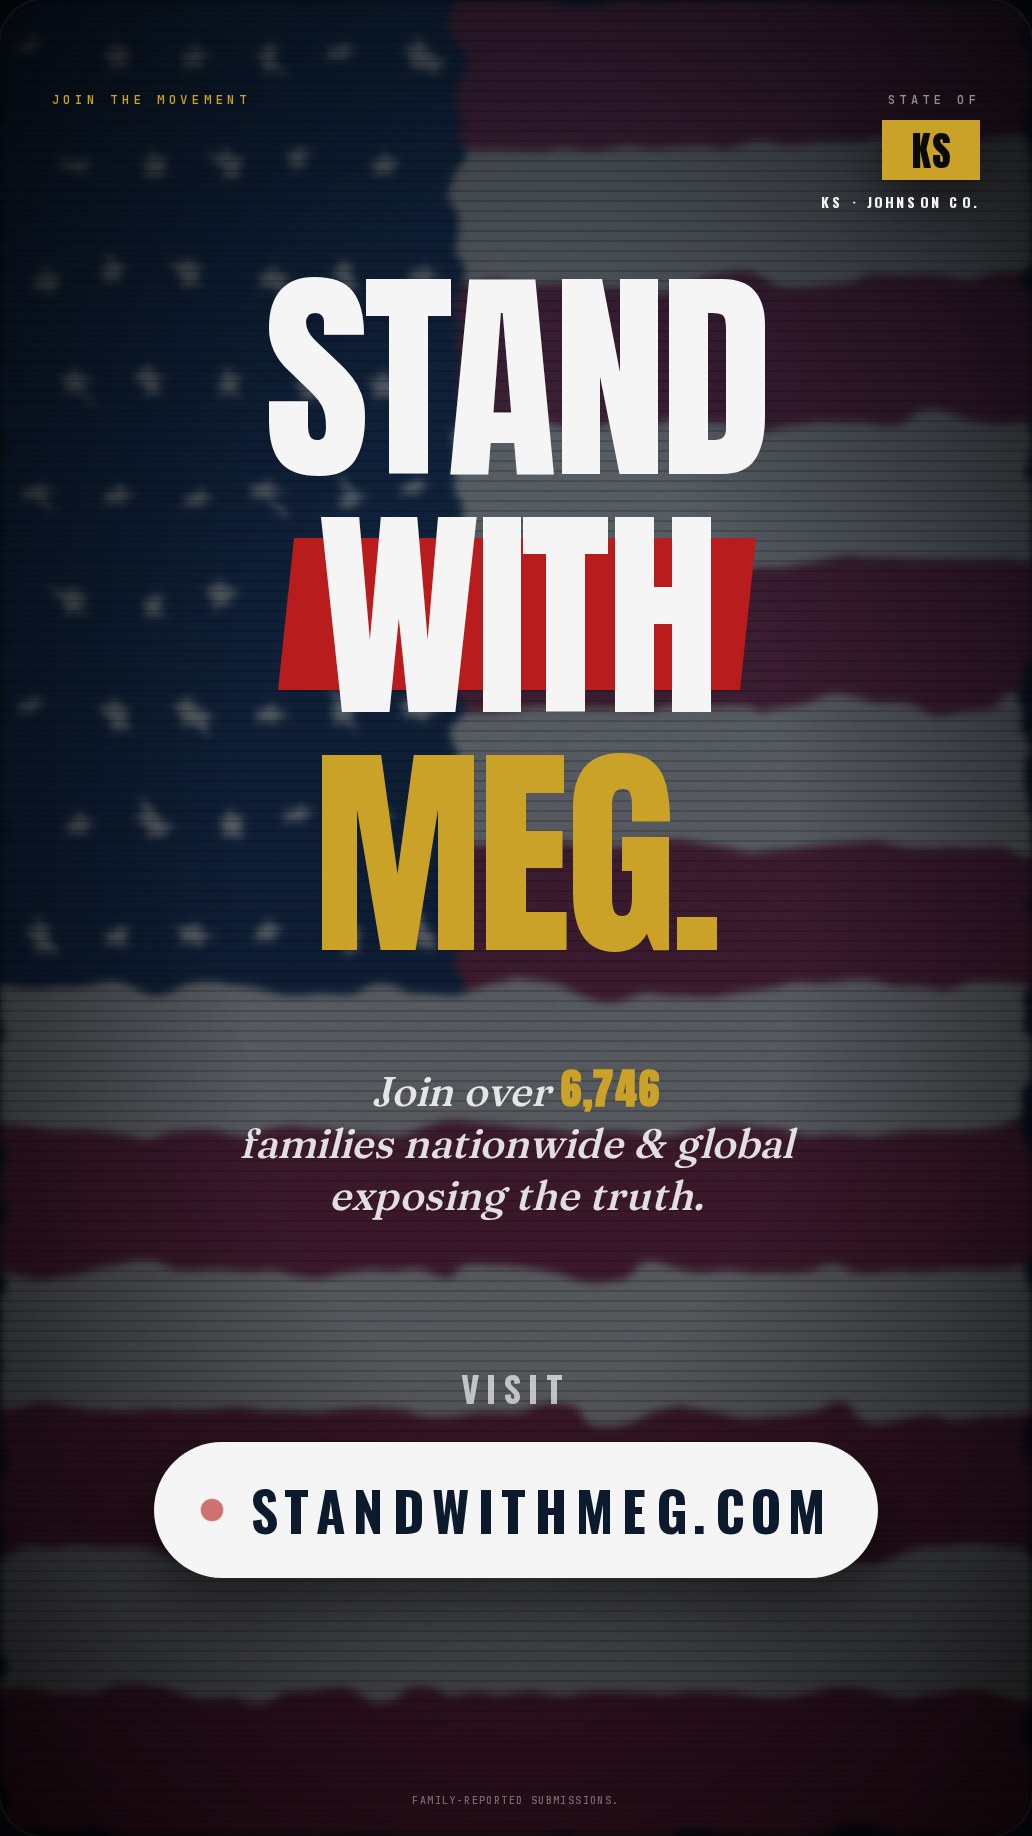 JOIN THE MOVEMENT
STATE OF
KS
KS · JOHNSON CO.
STAND
WITH
MEG.
Join over 6,746
families nationwide & global
exposing the truth.
VISIT
STANDWITHMEG.COM
FAMILY-REPORTED SUBMISSIONS.